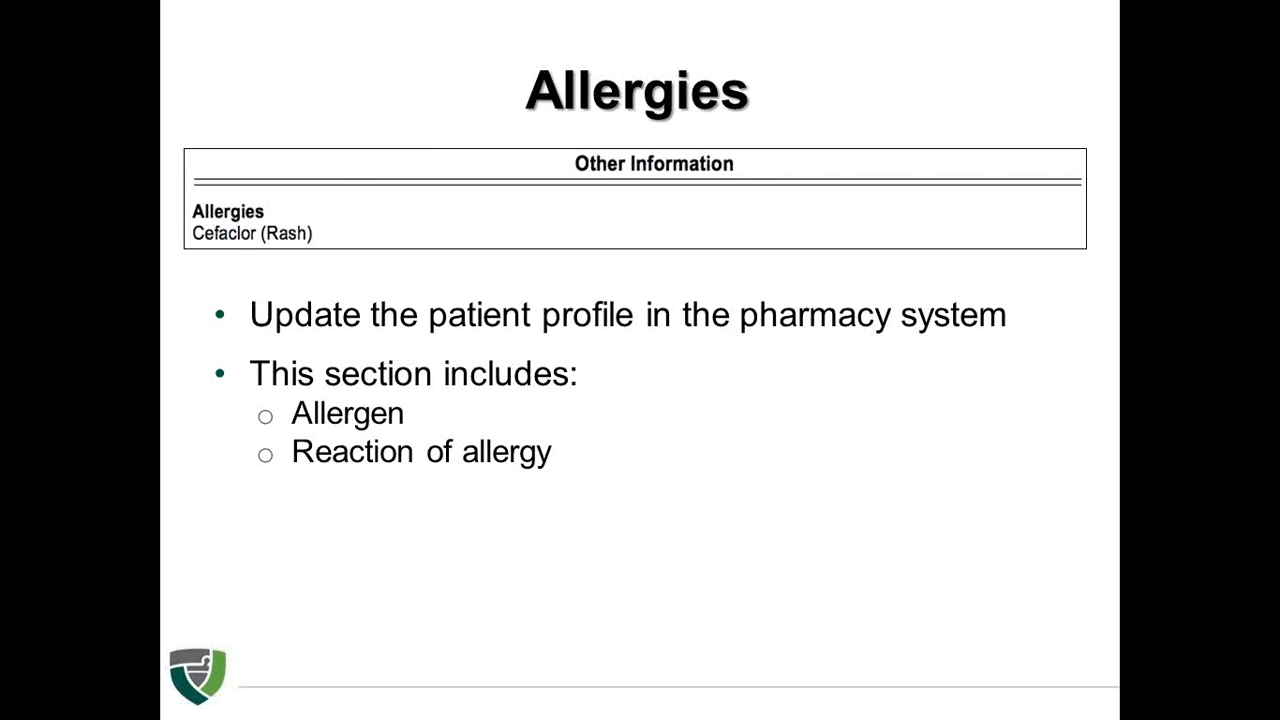 Allergies
Other Information
Allergies
Cefaclor (Rash)
• Update the patient profile in the pharmacy system
• This section includes:
○ Allergen
○ Reaction of allergy